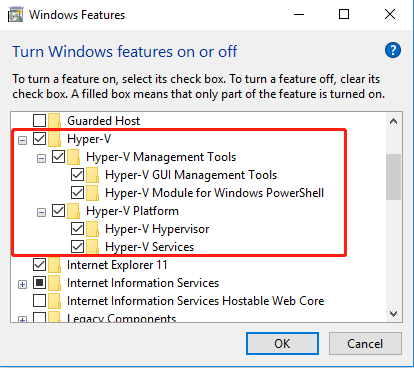 Windows Features
Turn Windows features on or off
To turn a feature on, select its check box. To turn a feature off, clear its
check box. A filled box means that only part of the feature is turned on.
Guarded Host
Hyper-V
Hyper-V Management Tools
Hyper-V GUI Management Tools
Hyper-V Module for Windows PowerShell
Hyper-V Platform
Hyper-V Hypervisor
Hyper-V Services
Internet Explorer 11
Internet Information Services
Internet Information Services Hostable Web Core
Legacy Components
OK
Cancel